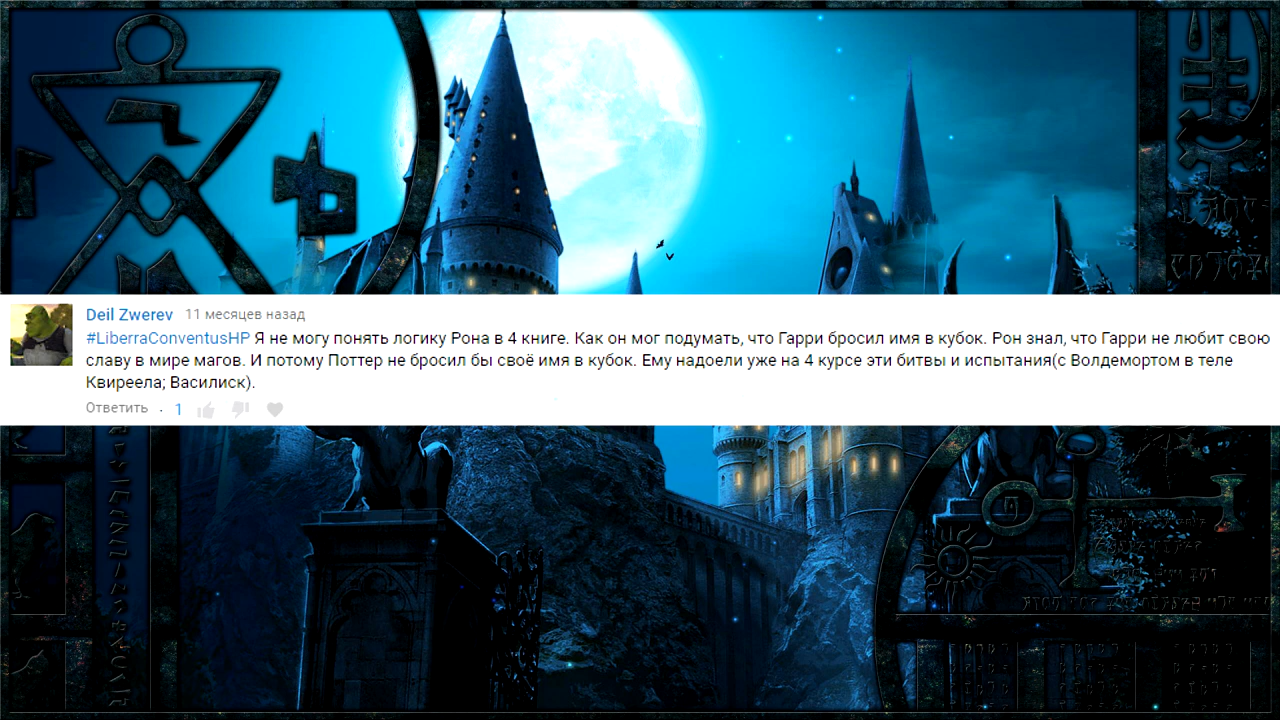 Deil Zwerev 11 месяцев назад
#LiberraConventusHP Я не могу понять логику Рона в 4 книге. Как он мог подумать, что Гарри бросил имя в кубок. Рон знал, что Гарри не любит свою
славу в мире магов. И потому Поттер не бросил бы своё имя в кубок. Ему надоели уже на 4 курсе эти битвы и испытания(с Волдемортом в теле
Квиреела; Василиск).
Ответить · 1